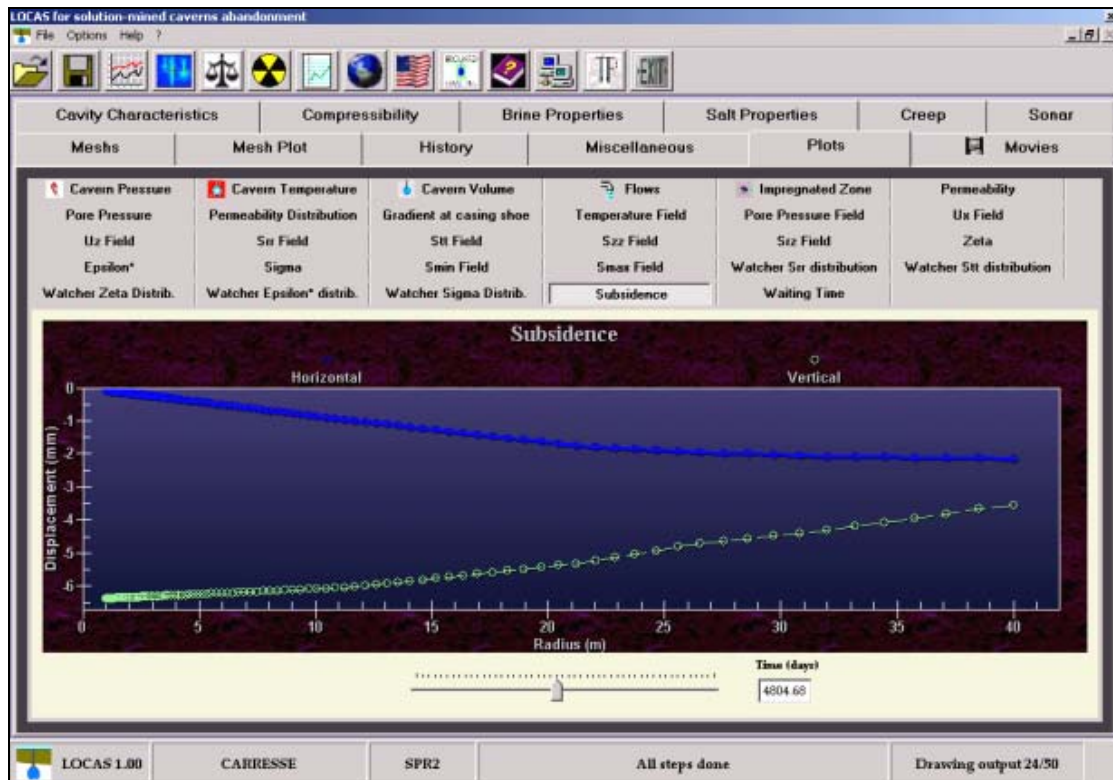 LOCAS for solution-mined caverns abandonment
File Options Help ?
TP EXIT
Cavity Characteristics Compressibility Brine Properties Salt Properties Creep Sonar
Meshs Mesh Plot History Miscellaneous Plots Movies
Cavern Pressure Cavern Temperature Cavern Volume Flows Impregnated Zone Permeability
Pore Pressure Permeability Distribution Gradient at casing shoe Temperature Field Pore Pressure Field Ux Field
Uz Field Srr Field Stt Field Szz Field Srz Field Zeta
Epsilon* Sigma Smin Field Smax Field Watcher Srr distribution Watcher Stt distribution
Watcher Zeta Distrib. Watcher Epsilon* distrib. Watcher Sigma Distrib. Subsidence Waiting Time
Subsidence
Horizontal Vertical
Displacement (mm)
0
-1
-2
-3
-4
-5
-6
0 5 10 15 20 25 30 35 40
Radius (m)
Time (days)
4804.68
LOCAS 1.00 CARRESSE SPR2 All steps done Drawing output 24/50